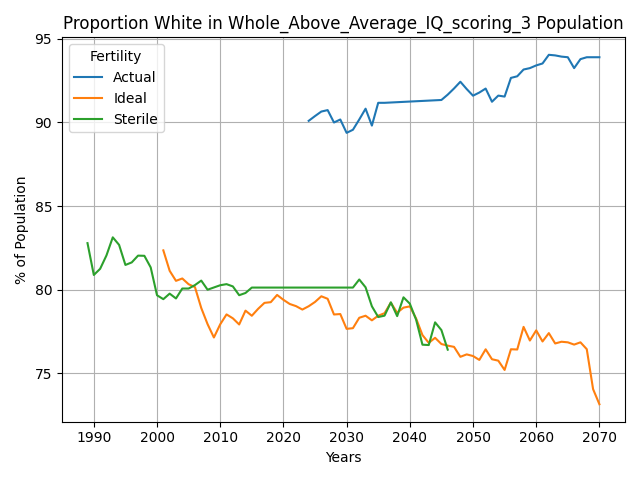 Proportion White in Whole_Above_Average_IQ_scoring_3 Population
Fertility
Actual
Ideal
Sterile
% of Population
95
90
85
80
75
1990 2000 2010 2020 2030 2040 2050 2060 2070
Years